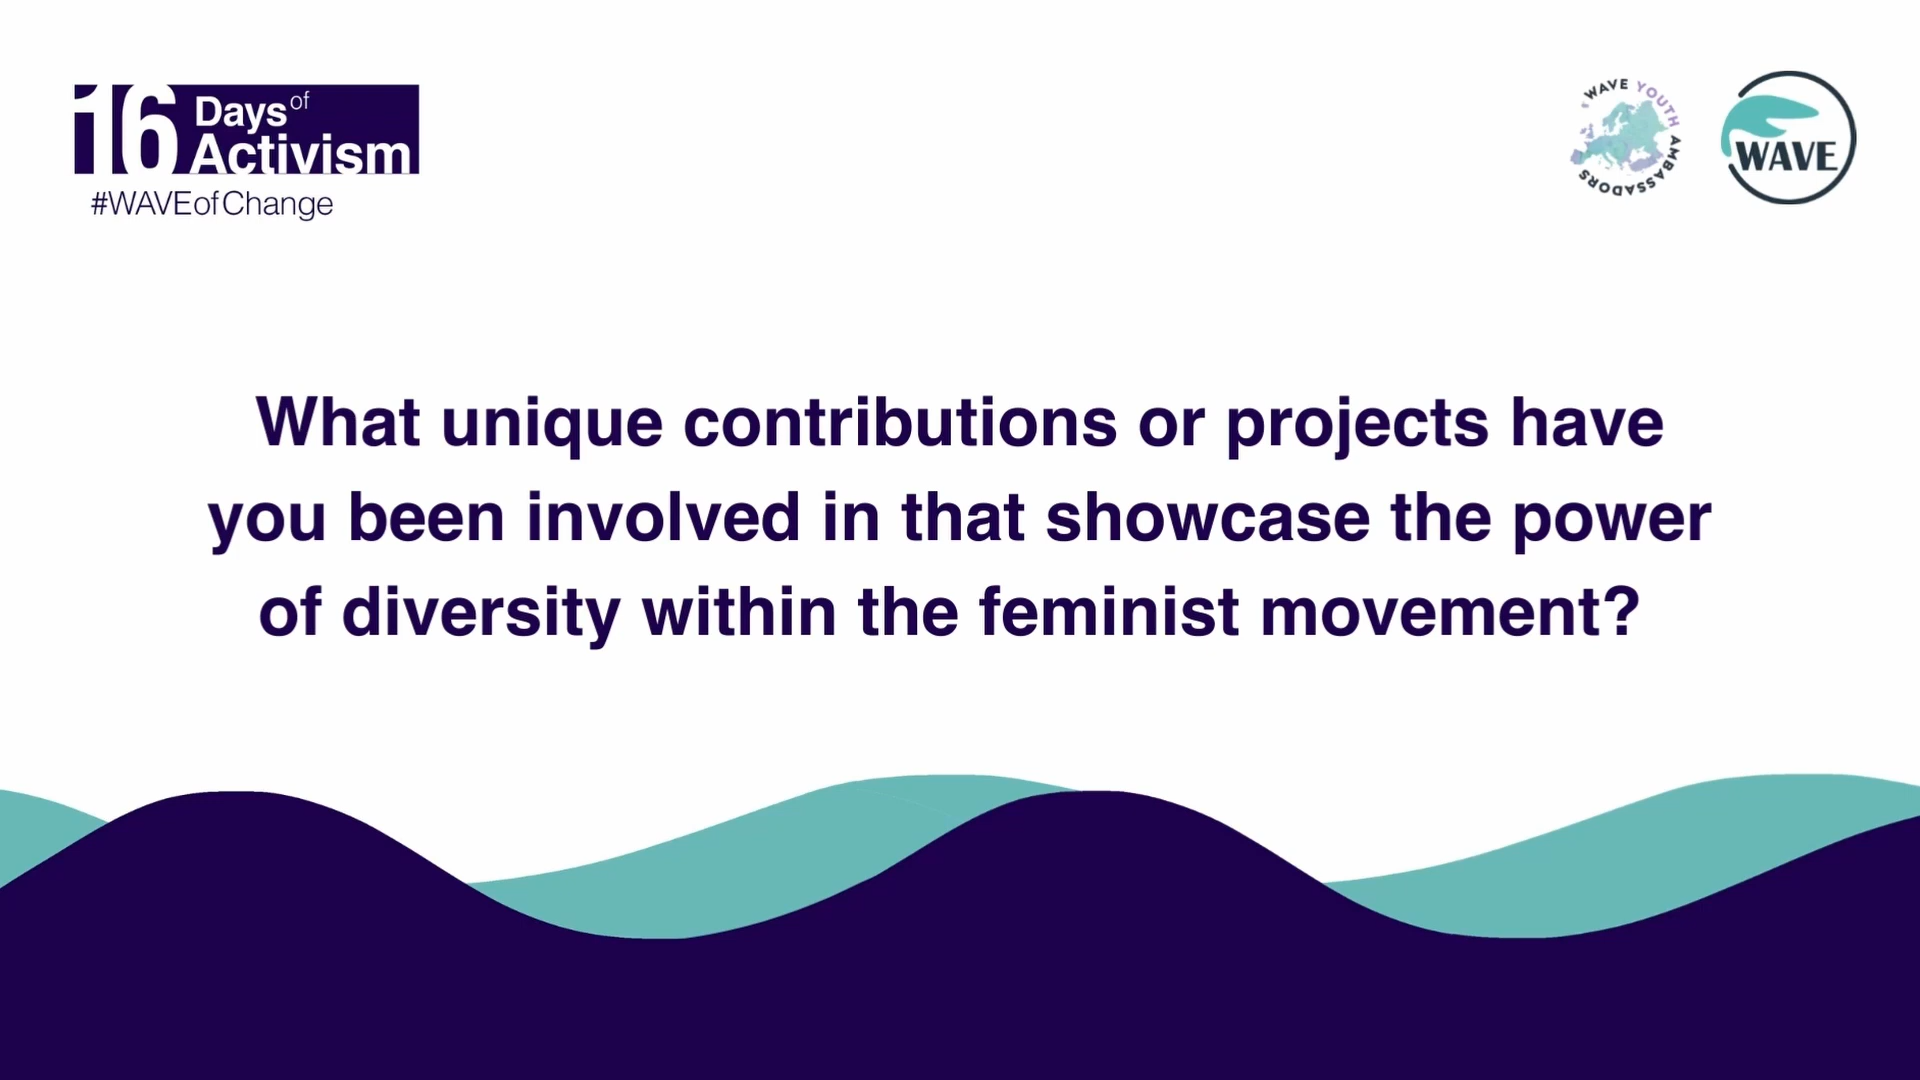 16 Days of
Activism
#WAVEofChange
WAVE YOUTH AMBASSADORS
WAVE
What unique contributions or projects have
you been involved in that showcase the power
of diversity within the feminist movement?